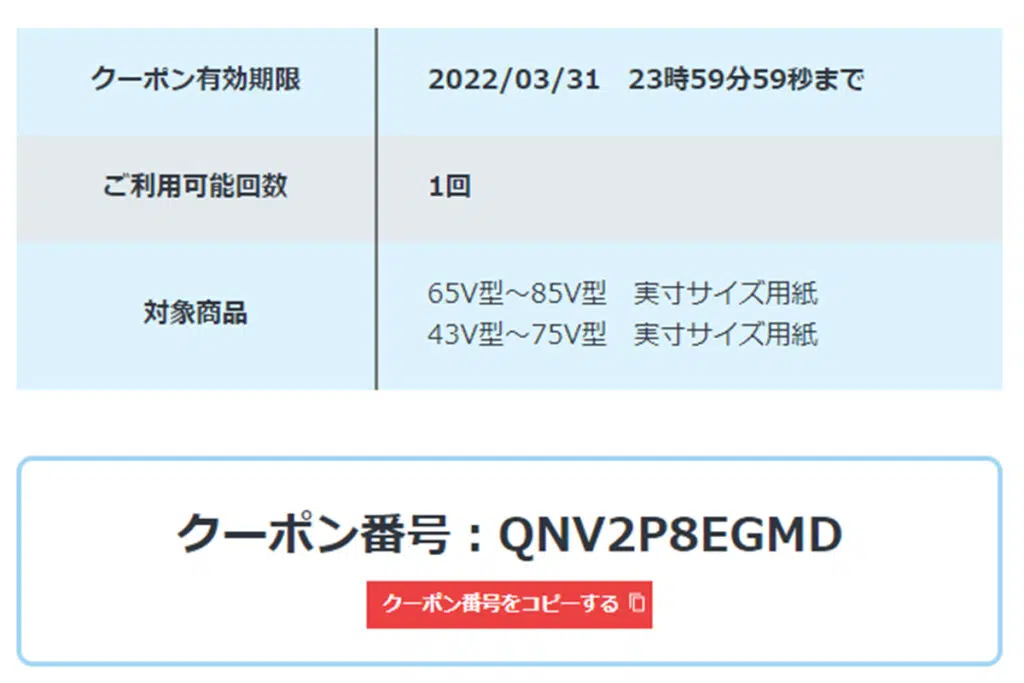 クーポン有効期限 2022/03/31 23時59分59秒まで
ご利用可能回数 1回
対象商品 65V型～85V型 実寸サイズ用紙
43V型～75V型 実寸サイズ用紙
クーポン番号：QNV2P8EGMD
クーポン番号をコピーする